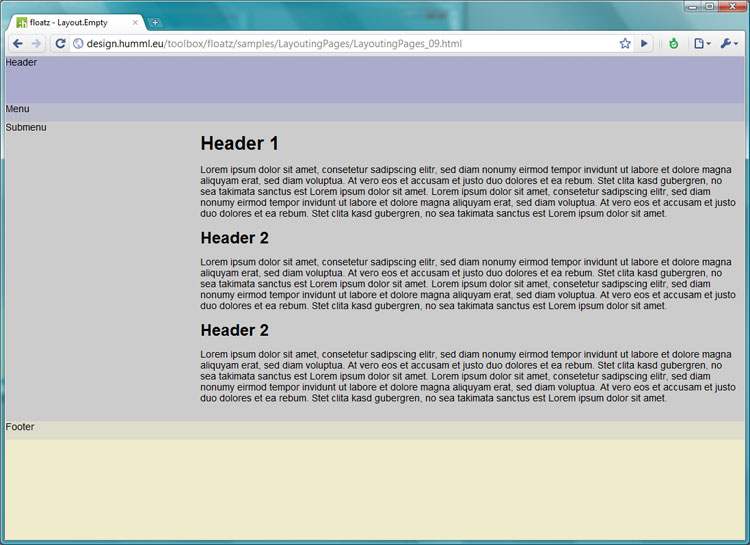 floatz - Layout.Empty
design.humml.eu/toolbox/floatz/samples/LayoutingPages/LayoutingPages_09.html
Header
Menu
Submenu
Header 1
Lorem ipsum dolor sit amet, consetetur sadipscing elitr, sed diam nonumy eirmod tempor invidunt ut labore et dolore magna
aliquyam erat, sed diam voluptua. At vero eos et accusam et justo duo dolores et ea rebum. Stet clita kasd gubergren, no
sea takimata sanctus est Lorem ipsum dolor sit amet. Lorem ipsum dolor sit amet, consetetur sadipscing elitr, sed diam
nonumy eirmod tempor invidunt ut labore et dolore magna aliquyam erat, sed diam voluptua. At vero eos et accusam et justo
duo dolores et ea rebum. Stet clita kasd gubergren, no sea takimata sanctus est Lorem ipsum dolor sit amet.
Header 2
Lorem ipsum dolor sit amet, consetetur sadipscing elitr, sed diam nonumy eirmod tempor invidunt ut labore et dolore magna
aliquyam erat, sed diam voluptua. At vero eos et accusam et justo duo dolores et ea rebum. Stet clita kasd gubergren, no
sea takimata sanctus est Lorem ipsum dolor sit amet. Lorem ipsum dolor sit amet, consetetur sadipscing elitr, sed diam
nonumy eirmod tempor invidunt ut labore et dolore magna aliquyam erat, sed diam voluptua. At vero eos et accusam et justo
duo dolores et ea rebum. Stet clita kasd gubergren, no sea takimata sanctus est Lorem ipsum dolor sit amet.
Header 2
Lorem ipsum dolor sit amet, consetetur sadipscing elitr, sed diam nonumy eirmod tempor invidunt ut labore et dolore magna
aliquyam erat, sed diam voluptua. At vero eos et accusam et justo duo dolores et ea rebum. Stet clita kasd gubergren, no
sea takimata sanctus est Lorem ipsum dolor sit amet. Lorem ipsum dolor sit amet, consetetur sadipscing elitr, sed diam
nonumy eirmod tempor invidunt ut labore et dolore magna aliquyam erat, sed diam voluptua. At vero eos et accusam et justo
duo dolores et ea rebum. Stet clita kasd gubergren, no sea takimata sanctus est Lorem ipsum dolor sit amet.
Footer